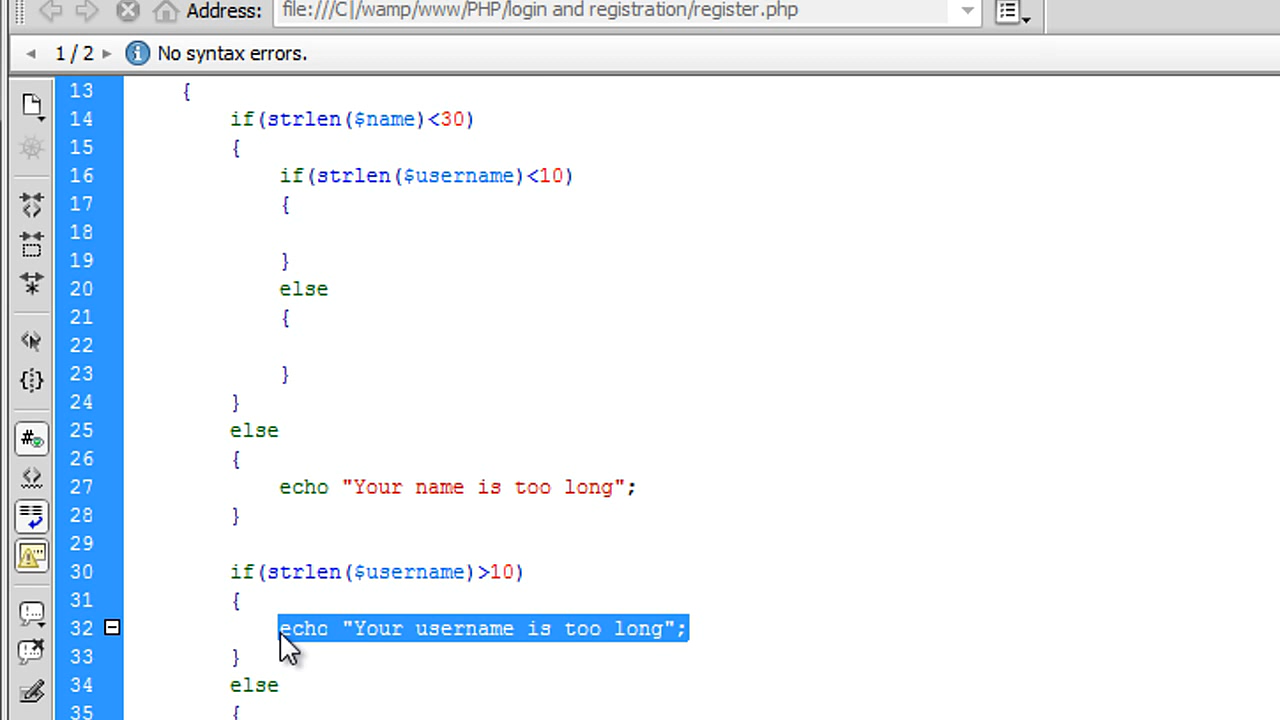 Address: file:///C|/wamp/www/PHP/login and registration/register.php
1 / 2 No syntax errors.
13 {
14 if(strlen($name)<30)
15 {
16 if(strlen($username)<10)
17 {
18
19 }
20 else
21 {
22
23 }
24 }
25 else
26 {
27 echo "Your name is too long";
28 }
29
30 if(strlen($username)>10)
31 {
32 echo "Your username is too long";
33 }
34 else
35 {